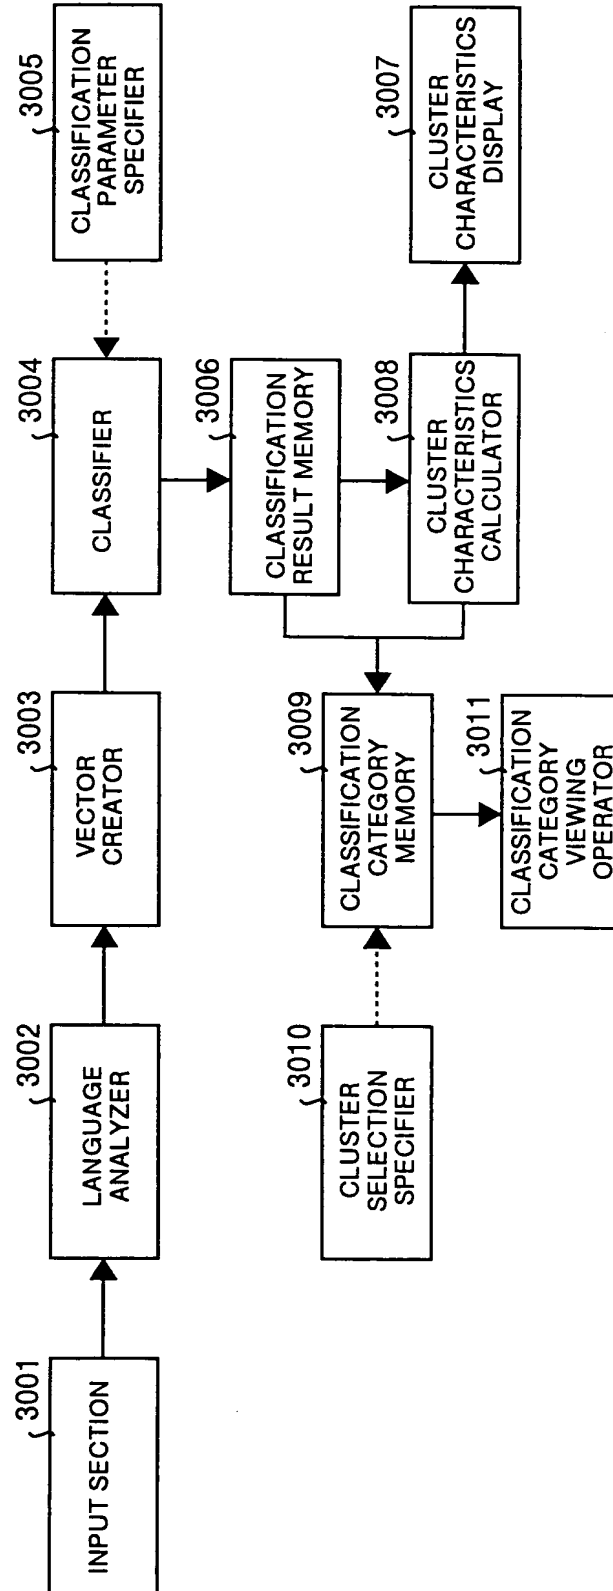 3001
INPUT SECTION
3002
LANGUAGE
ANALYZER
3003
VECTOR
CREATOR
3004
CLASSIFIER
3005
CLASSIFICATION
PARAMETER
SPECIFIER
3006
CLASSIFICATION
RESULT MEMORY
3010
CLUSTER
SELECTION
SPECIFIER
3009
CLASSIFICATION
CATEGORY
MEMORY
3008
CLUSTER
CHARACTERISTICS
CALCULATOR
3007
CLUSTER
CHARACTERISTICS
DISPLAY
3011
CLASSIFICATION
CATEGORY
VIEWING
OPERATOR